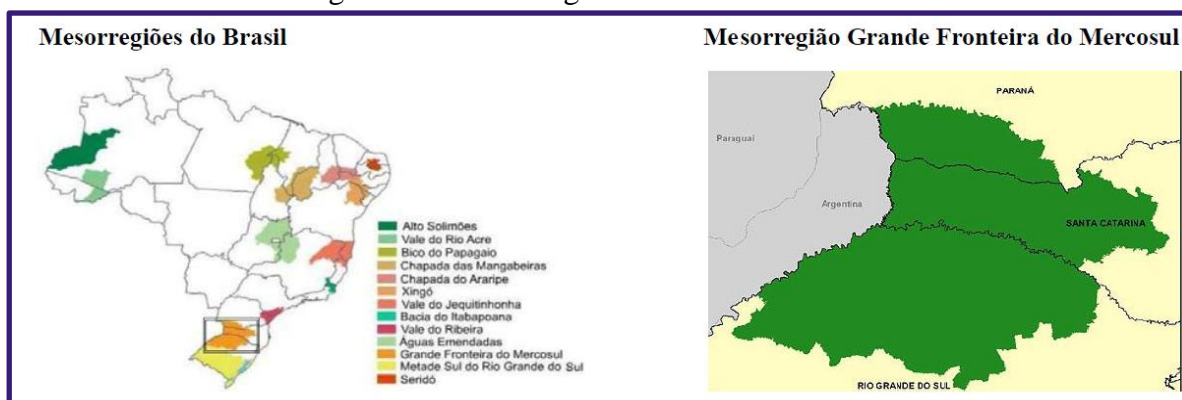 Mesorregiões do Brasil
Alto Solimões
Vale do Rio Acre
Bico do Papagaio
Chapada das Mangabeiras
Chapada do Araripe
Xingó
Vale do Jequitinhonha
Bacia do Itabapoana
Vale do Ribeira
Águas Emendadas
Grande Fronteira do Mercosul
Metade Sul do Rio Grande do Sul
Seridó
Mesorregião Grande Fronteira do Mercosul
PARANÁ
Paraguai
Argentina
SANTA CATARINA
RIO GRANDE DO SUL